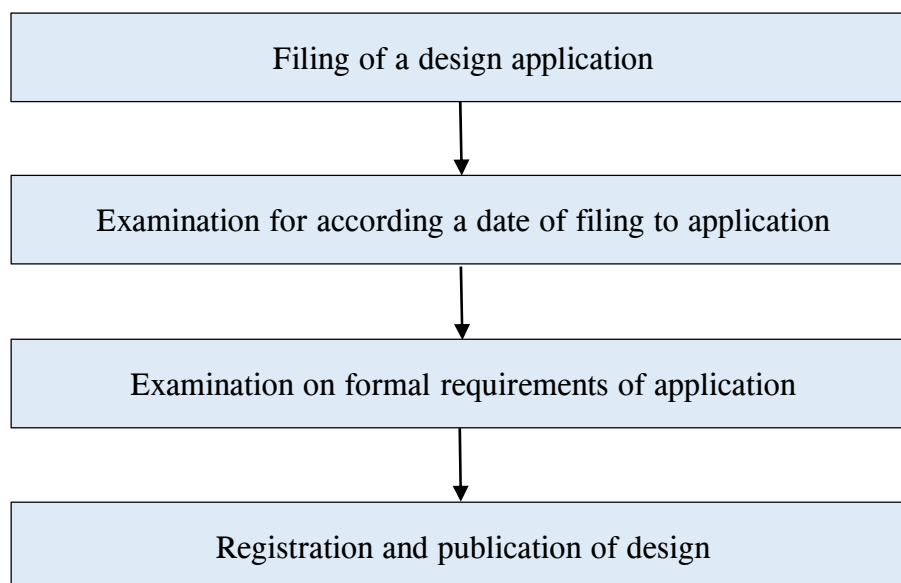 Filing of a design application
Examination for according a date of filing to application
Examination on formal requirements of application
Registration and publication of design